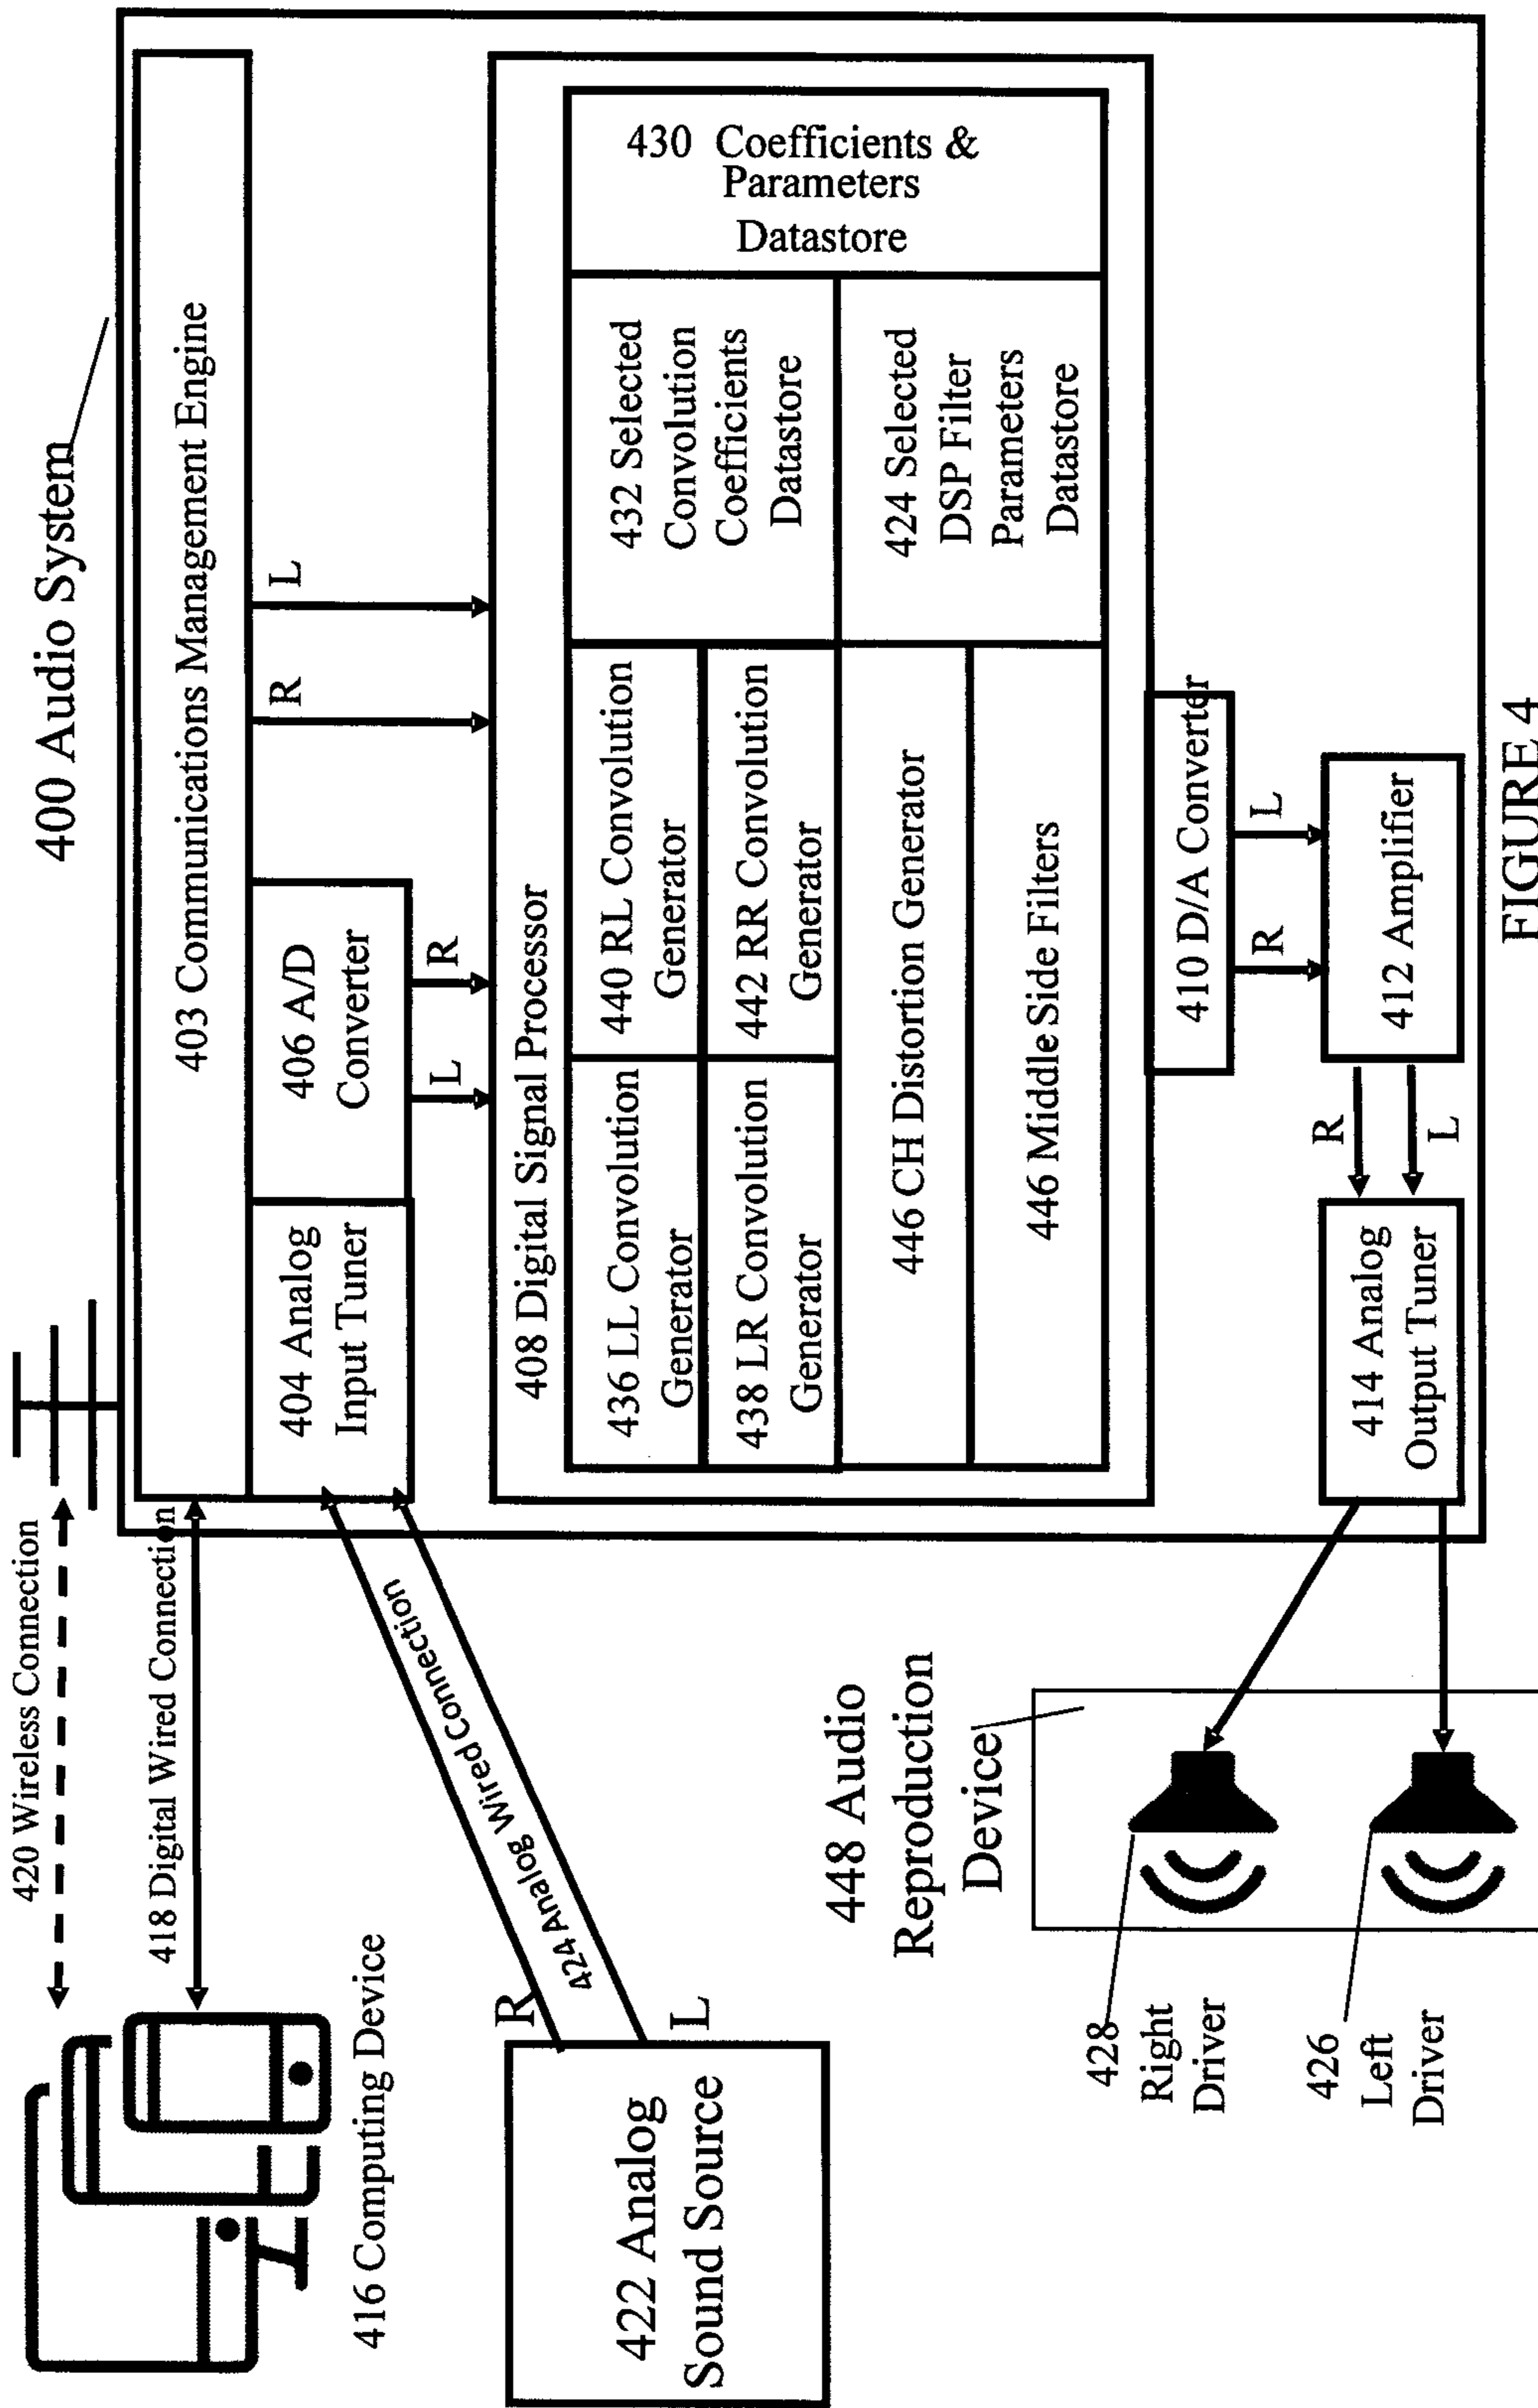 400 Audio System
420 Wireless Connection
418 Digital Wired Connection
416 Computing Device
403 Communications Management Engine
404 Analog
Input Tuner
406 A/D
Converter
L
R
R
L
424 Analog Wired Connection
R
L
422 Analog
Sound Source
408 Digital Signal Processor
436 LL Convolution
Generator
440 RL Convolution
Generator
438 LR Convolution
Generator
442 RR Convolution
Generator
432 Selected
Convolution
Coefficients
Datastore
430 Coefficients &
Parameters
Datastore
446 CH Distortion Generator
446 Middle Side Filters
424 Selected
DSP Filter
Parameters
Datastore
410 D/A Converter
R
L
412 Amplifier
R
L
414 Analog
Output Tuner
448 Audio
Reproduction
Device
428
Right
Driver
426
Left
Driver
FIGURE 4